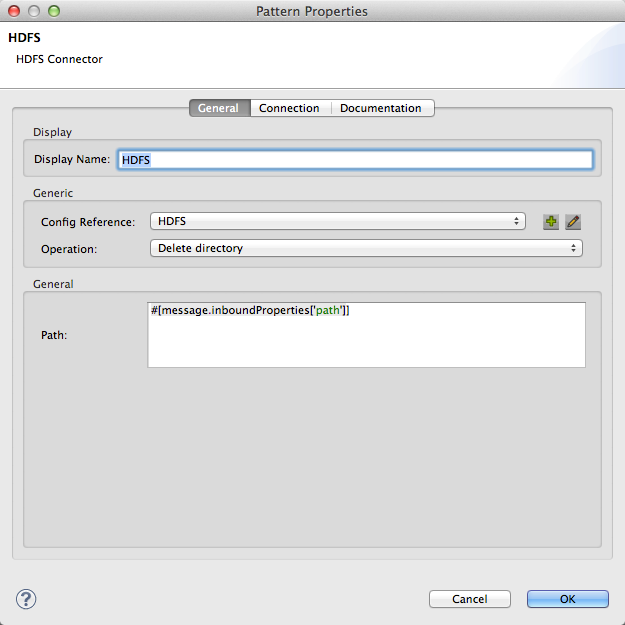 Pattern Properties
HDFS
HDFS Connector
General Connection Documentation
Display
Display Name: HDFS
Generic
Config Reference: HDFS
Operation: Delete directory
General
#[message.inboundProperties['path']]
Path:
? Cancel OK